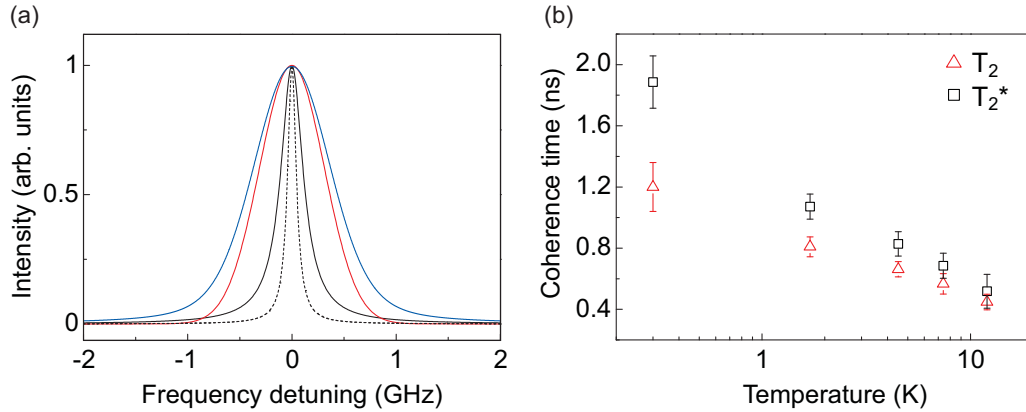 (a)
Intensity (arb. units)
1
0.5
0
-2
-1
0
1
2
Frequency detuning (GHz)
(b)
Coherence time (ns)
2.0
1.6
1.2
0.8
0.4
1
10
Temperature (K)
T₂
T₂*